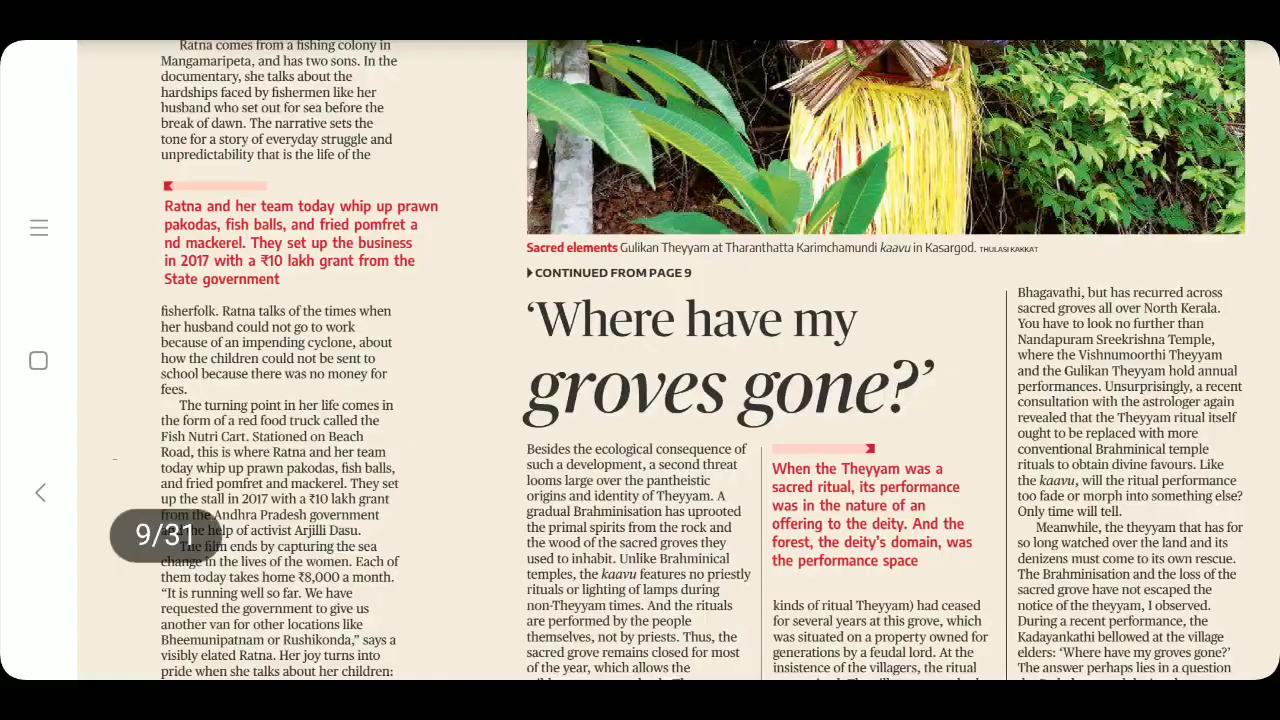 Ratna comes from a fishing colony in
Mangamaripeta, and has two sons. In the
documentary, she talks about the
hardships faced by fishermen like her
husband who set out for sea before the
break of dawn. The narrative sets the
tone for a story of everyday struggle and
unpredictability that is the life of the
Ratna and her team today whip up prawn
pakodas, fish balls, and fried pomfret a
nd mackerel. They set up the business
in 2017 with a ₹10 lakh grant from the
State government
fisherfolk. Ratna talks of the times when
her husband could not go to work
because of an impending cyclone, about
how the children could not be sent to
school because there was no money for
fees.
The turning point in her life comes in
the form of a red food truck called the
Fish Nutri Cart. Stationed on Beach
Road, this is where Ratna and her team
today whip up prawn pakodas, fish balls,
and fried pomfret and mackerel. They set
up the stall in 2017 with a ₹10 lakh grant
from the Andhra Pradesh government
the help of activist Arjilli Dasu.
The film ends by capturing the sea
change in the lives of the women. Each of
them today takes home ₹8,000 a month.
“It is running well so far. We have
requested the government to give us
another van for other locations like
Bheemunipatnam or Rushikonda,” says a
visibly elated Ratna. Her joy turns into
pride when she talks about her children:
9/31
Sacred elements Gulikan Theyyam at Tharanthatta Karimchamundi kaavu in Kasargod. THULASI KAKKAT
CONTINUED FROM PAGE 9
‘Where have my
groves gone?’
Besides the ecological consequence of
such a development, a second threat
looms large over the pantheistic
origins and identity of Theyyam. A
gradual Brahminisation has uprooted
the primal spirits from the rock and
the wood of the sacred groves they
used to inhabit. Unlike Brahminical
temples, the kaavu features no priestly
rituals or lighting of lamps during
non-Theyyam times. And the rituals
are performed by the people
themselves, not by priests. Thus, the
sacred grove remains closed for most
of the year, which allows the
When the Theyyam was a
sacred ritual, its performance
was in the nature of an
offering to the deity. And the
forest, the deity’s domain, was
the performance space
kinds of ritual Theyyam) had ceased
for several years at this grove, which
was situated on a property owned for
generations by a feudal lord. At the
insistence of the villagers, the ritual
Bhagavathi, but has recurred across
sacred groves all over North Kerala.
You have to look no further than
Nandapuram Sreekrishna Temple,
where the Vishnumoorthi Theyyam
and the Gulikan Theyyam hold annual
performances. Unsurprisingly, a recent
consultation with the astrologer again
revealed that the Theyyam ritual itself
ought to be replaced with more
conventional Brahminical temple
rituals to obtain divine favours. Like
the kaavu, will the ritual performance
too fade or morph into something else?
Only time will tell.
Meanwhile, the theyyam that has for
so long watched over the land and its
denizens must come to its own rescue.
The Brahminisation and the loss of the
sacred grove have not escaped the
notice of the theyyam, I observed.
During a recent performance, the
Kadayankathi bellowed at the village
elders: ‘Where have my groves gone?’
The answer perhaps lies in a question